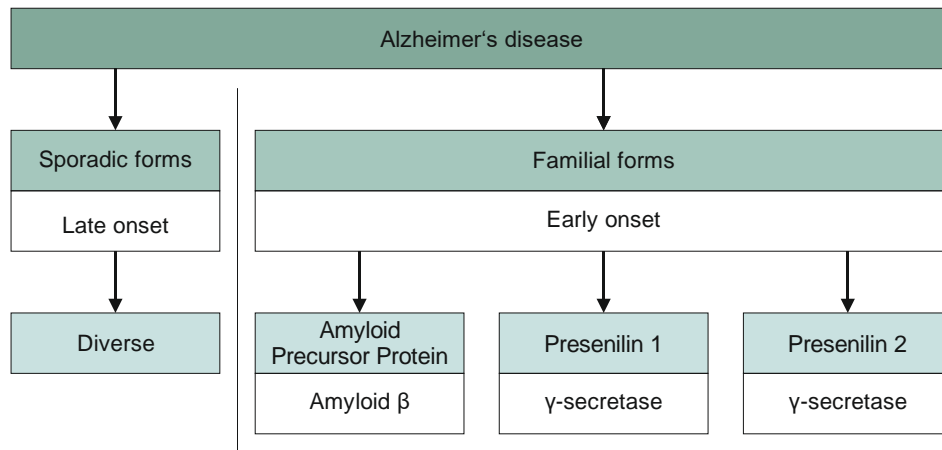 Alzheimer‘s disease
Sporadic forms
Familial forms
Late onset
Early onset
Diverse
Amyloid
Precursor Protein
Presenilin 1
Presenilin 2
Amyloid β
γ-secretase
γ-secretase